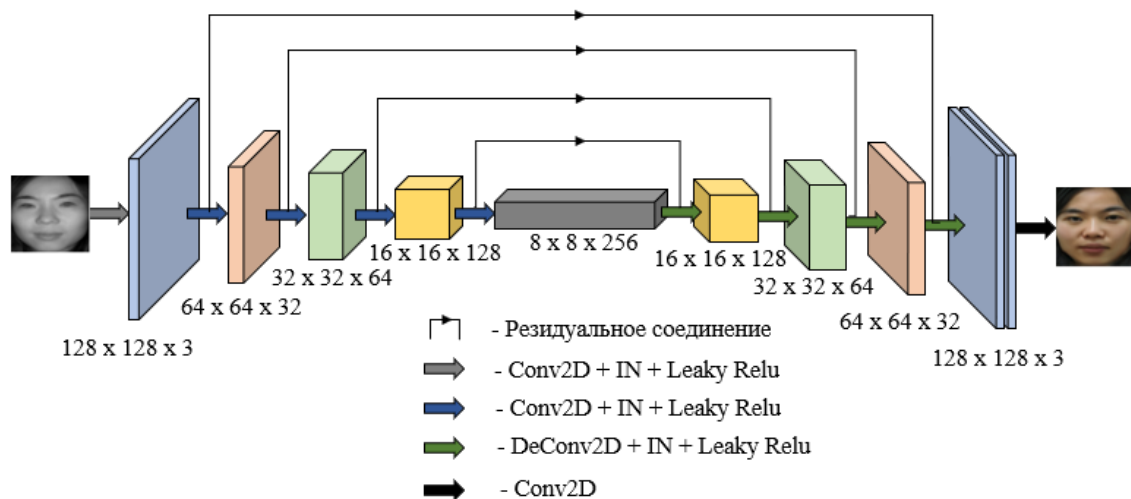 128 x 128 x 3
64 x 64 x 32
32 x 32 x 64
16 x 16 x 128
8 x 8 x 256
16 x 16 x 128
32 x 32 x 64
64 x 64 x 32
128 x 128 x 3
- Резидуальное соединение
- Conv2D + IN + Leaky Relu
- Conv2D + IN + Leaky Relu
- DeConv2D + IN + Leaky Relu
- Conv2D